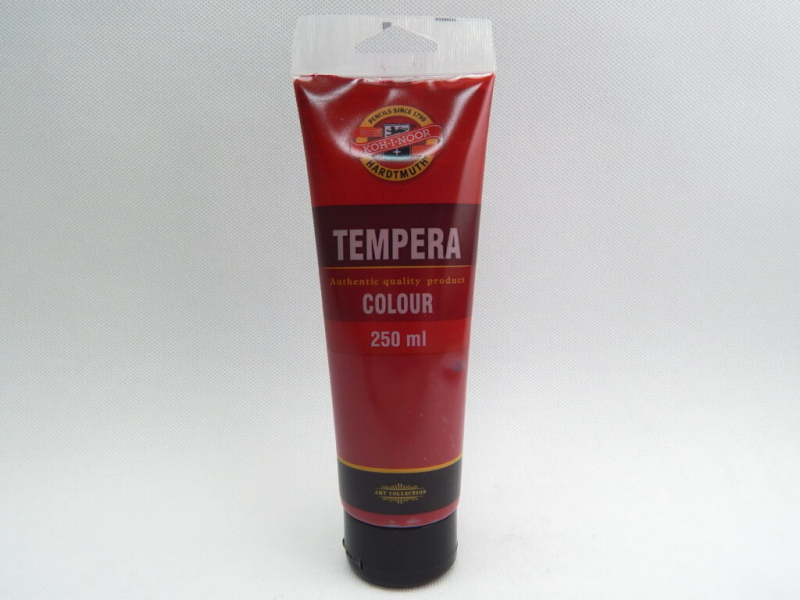 PENCILS SINCE 1790
KOH-I-NOOR
HARDTMUTH
TEMPERA
Authentic quality product
COLOUR
250 ml
ART COLLECTION